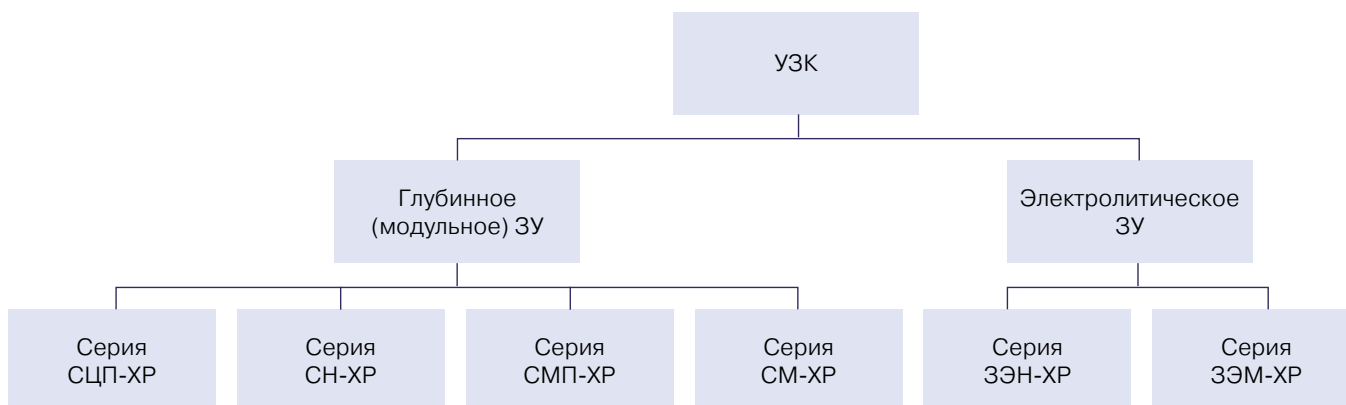 УЗК
Глубинное
(модульное) ЗУ
Электролитическое
ЗУ
Серия
СЦП-ХР
Серия
СН-ХР
Серия
СМП-ХР
Серия
СМ-ХР
Серия
ЗЭН-ХР
Серия
ЗЭМ-ХР